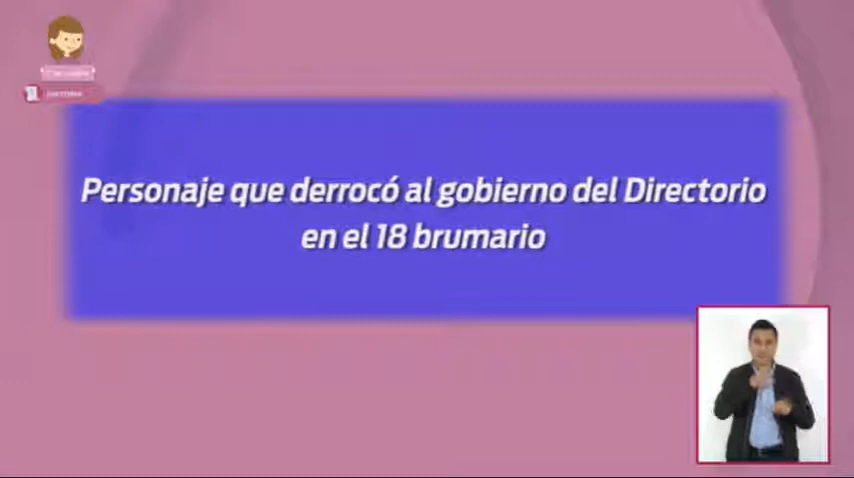 Personaje que derrocó al gobierno del Directorio
en el 18 brumario